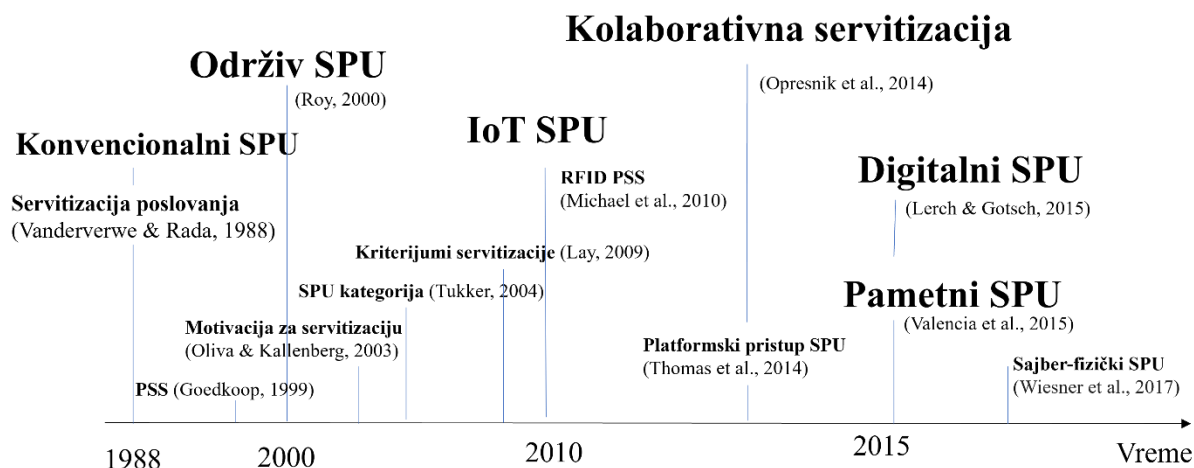 Kolaborativna servitizacija
(Opresnik et al., 2014)
Održiv SPU
(Roy, 2000)
Konvencionalni SPU
IoT SPU
RFID PSS
(Michael et al., 2010)
Digitalni SPU
(Lerch & Gotsch, 2015)
Servitizacija poslovanja
(Vanderverwe & Rada, 1988)
Kriterijumi servitizacije (Lay, 2009)
SPU kategorija (Tukker, 2004)
Pametni SPU
(Valencia et al., 2015)
Motivacija za servitizaciju
(Oliva & Kallenberg, 2003)
Platformski pristup SPU
(Thomas et al., 2014)
Sajber-fizički SPU
(Wiesner et al., 2017)
PSS (Goedkoop, 1999)
1988
2000
2010
2015
Vreme